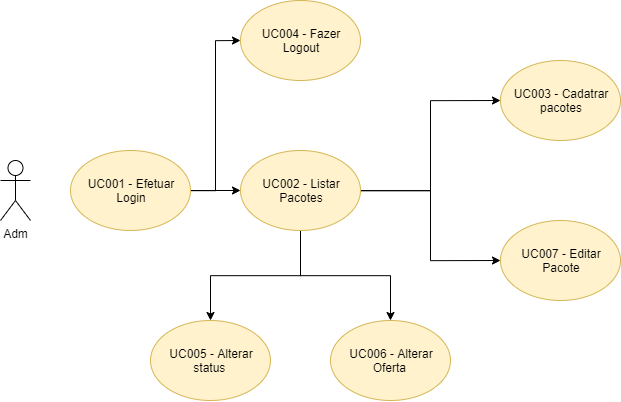 UC004 - Fazer
Logout
UC003 - Cadatrar
pacotes
UC001 - Efetuar
Login
UC002 - Listar
Pacotes
Adm
UC007 - Editar
Pacote
UC005 - Alterar
status
UC006 - Alterar
Oferta